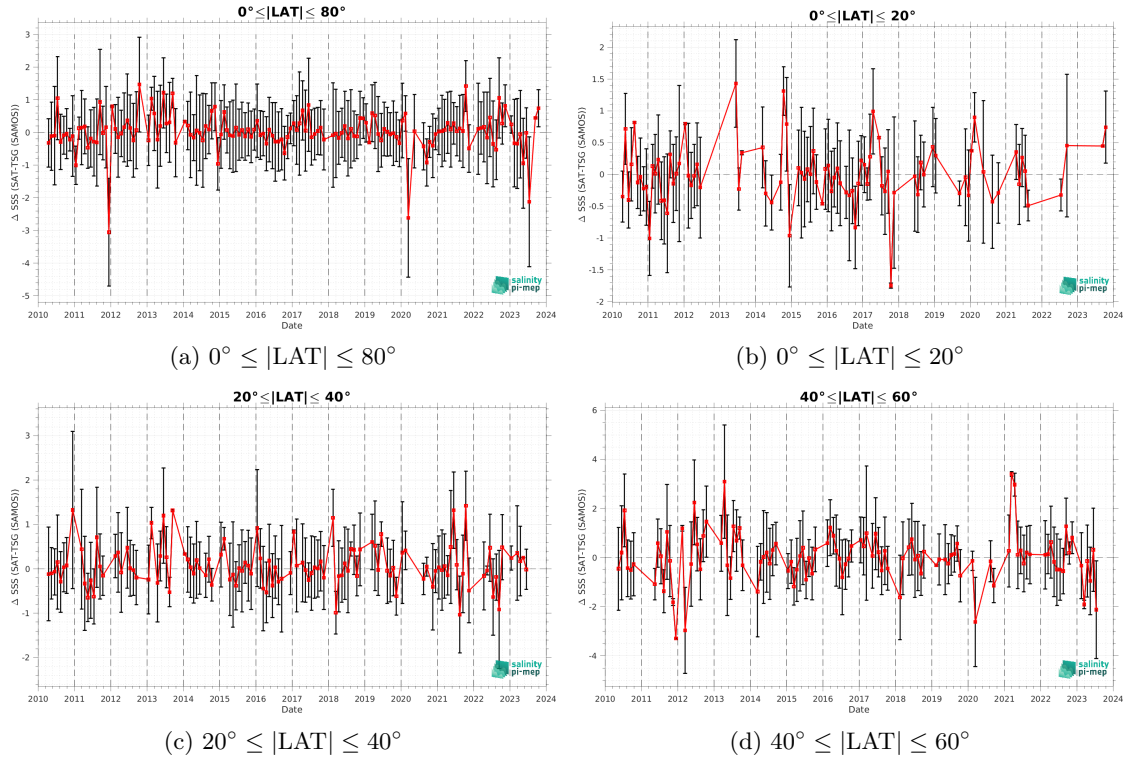 0°≤|LAT|≤ 80°
Δ SSS (SAT-TSG (SAMOS))
3
2
1
0
-1
-2
-3
-4
-5
2010 2011 2012 2013 2014 2015 2016 2017 2018 2019 2020 2021 2022 2023 2024
Date
salinity
pi-mep
(a) 0° ≤ |LAT| ≤ 80°
0°≤|LAT|≤ 20°
Δ SSS (SAT-TSG (SAMOS))
2
1.5
1
0.5
0
-0.5
-1
-1.5
-2
2010 2011 2012 2013 2014 2015 2016 2017 2018 2019 2020 2021 2022 2023 2024
Date
salinity
pi-mep
(b) 0° ≤ |LAT| ≤ 20°
20°≤|LAT|≤ 40°
Δ SSS (SAT-TSG (SAMOS))
3
2
1
0
-1
-2
2010 2011 2012 2013 2014 2015 2016 2017 2018 2019 2020 2021 2022 2023 2024
Date
salinity
pi-mep
(c) 20° ≤ |LAT| ≤ 40°
40°≤|LAT|≤ 60°
Δ SSS (SAT-TSG (SAMOS))
6
4
2
0
-2
-4
2010 2011 2012 2013 2014 2015 2016 2017 2018 2019 2020 2021 2022 2023 2024
Date
salinity
pi-mep
(d) 40° ≤ |LAT| ≤ 60°